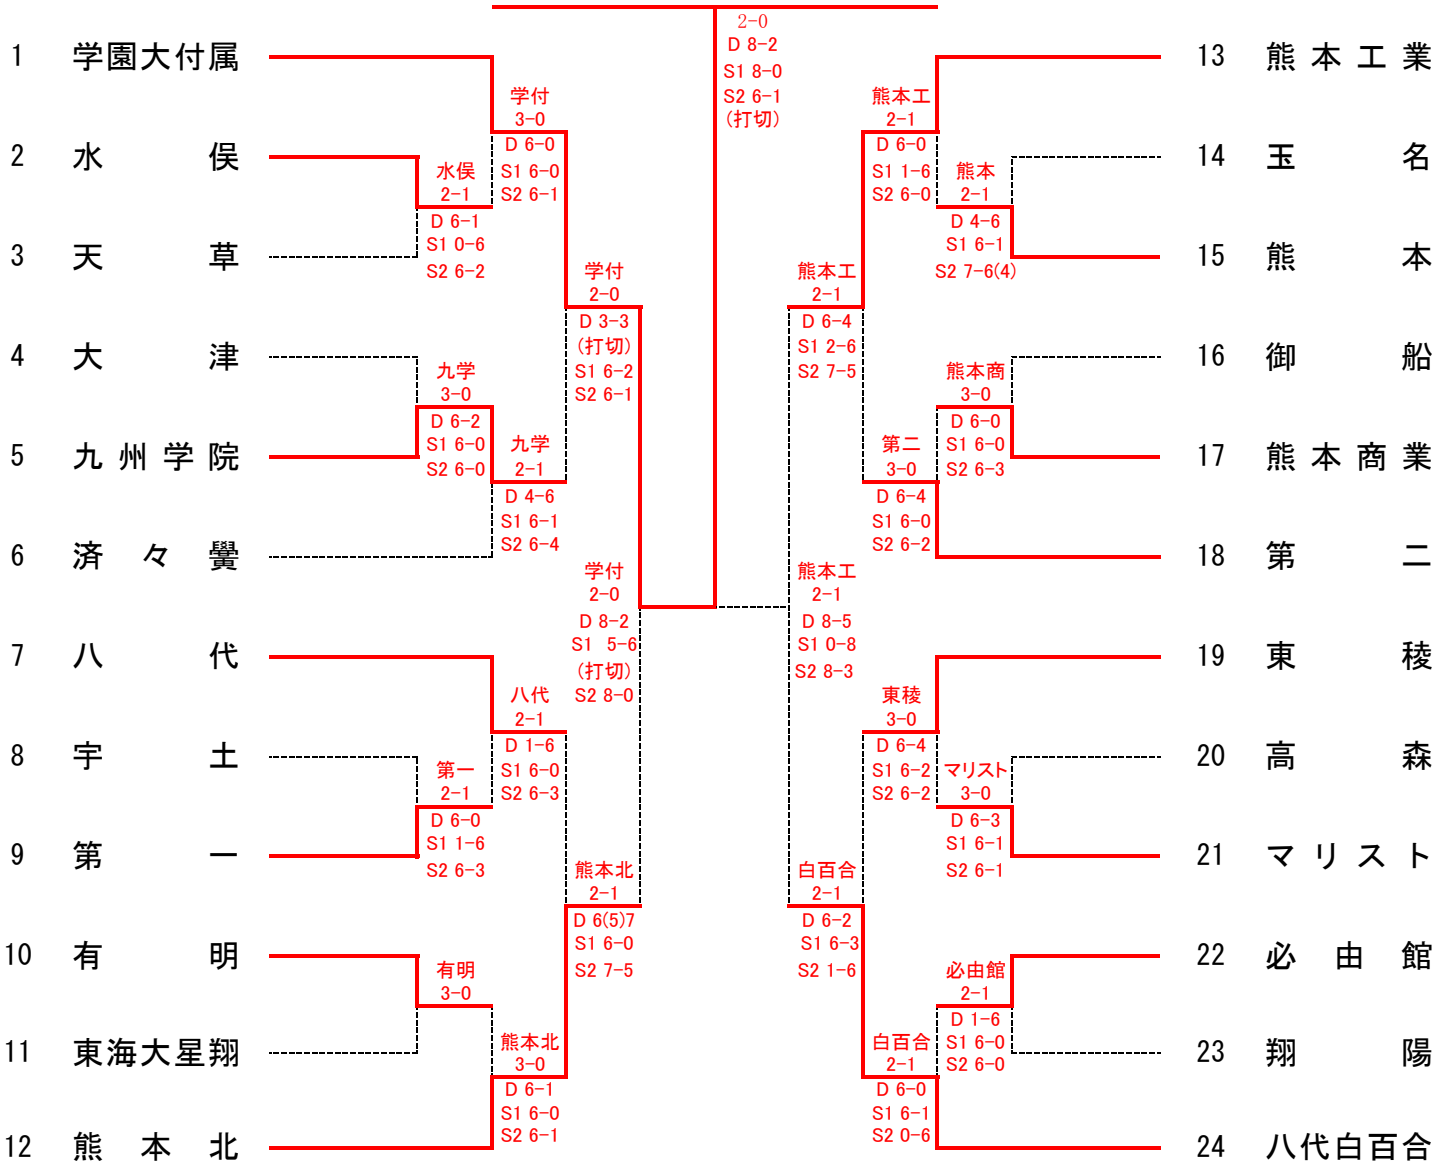 2-0
D 8-2
S1 8-0
S2 6-1
(打切)
1 学園大付属
2 水俣
3 天草
4 大津
5 九州学院
6 済々黌
7 八代
8 宇土
9 第一
10 有明
11 東海大星翔
12 熊本北
水俣
2-1
D 6-1
S1 0-6
S2 6-2
九学
3-0
D 6-2
S1 6-0
S2 6-0
第一
2-1
D 6-0
S1 1-6
S2 6-3
有明
3-0
学付
3-0
D 6-0
S1 6-0
S2 6-1
九学
2-1
D 4-6
S1 6-1
S2 6-4
八代
2-1
D 1-6
S1 6-0
S2 6-3
熊本北
3-0
D 6-1
S1 6-0
S2 6-1
学付
2-0
D 3-3
(打切)
S1 6-2
S2 6-1
熊本北
2-1
D 6(5)7
S1 6-0
S2 7-5
学付
2-0
D 8-2
S1 5-6
(打切)
S2 8-0
熊本工
2-1
D 8-5
S1 0-8
S2 8-3
熊本工
2-1
D 6-4
S1 2-6
S2 7-5
白百合
2-1
D 6-2
S1 6-3
S2 1-6
熊本工
2-1
D 6-0
S1 1-6
S2 6-0
第二
3-0
D 6-4
S1 6-0
S2 6-2
東稜
3-0
D 6-4
S1 6-2
S2 6-2
白百合
2-1
D 6-0
S1 6-1
S2 0-6
熊本
2-1
D 4-6
S1 6-1
S2 7-6(4)
熊本商
3-0
D 6-0
S1 6-0
S2 6-3
マリスト
3-0
D 6-3
S1 6-1
S2 6-1
必由館
2-1
D 1-6
S1 6-0
S2 6-0
13 熊本工業
14 玉名
15 熊本
16 御船
17 熊本商業
18 第二
19 東稜
20 高森
21 マリスト
22 必由館
23 翔陽
24 八代白百合